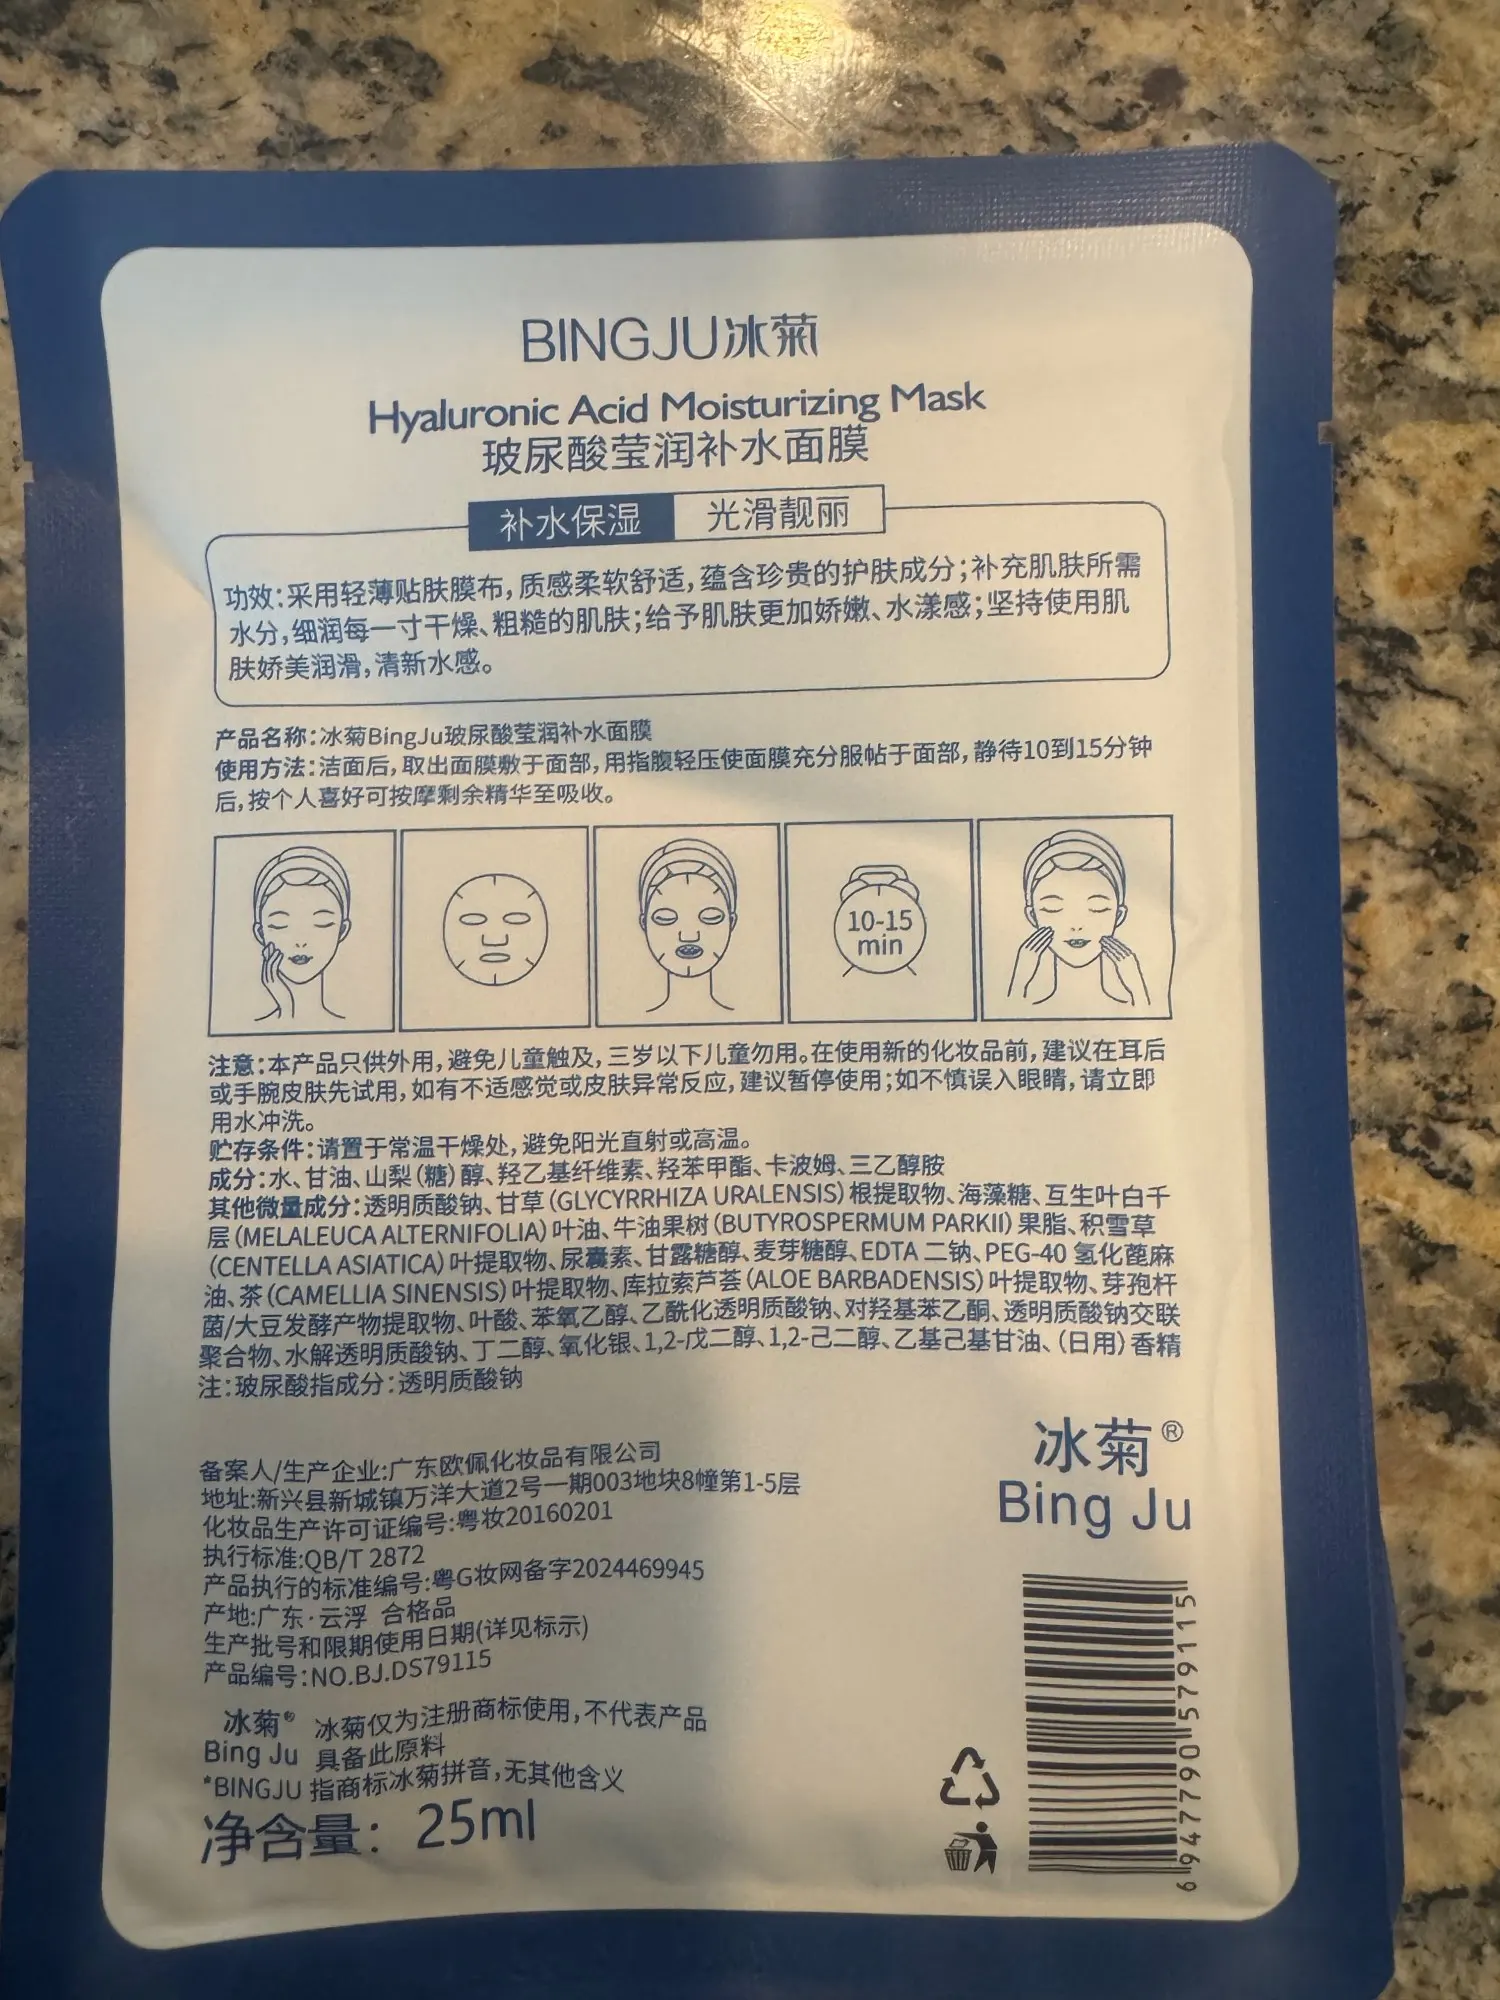 BINGJU冰菊
Hyaluronic Acid Moisturizing Mask
玻尿酸莹润补水面膜
补水保湿 光滑靓丽
功效:采用轻薄贴肤膜布,质感柔软舒适,蕴含珍贵的护肤成分;补充肌肤所需
水分,细润每一寸干燥、粗糙的肌肤;给予肌肤更加娇嫩、水漾感;坚持使用肌
肤娇美润滑,清新水感。
产品名称:冰菊BingJu玻尿酸莹润补水面膜
使用方法:洁面后,取出面膜敷于面部,用指腹轻压使面膜充分服帖于面部,静待10到15分钟
后,按个人喜好可按摩剩余精华至吸收。
10-15
min
注意:本产品只供外用,避免儿童触及,三岁以下儿童勿用。在使用新的化妆品前,建议在耳后
或手腕皮肤先试用,如有不适感觉或皮肤异常反应,建议暂停使用;如不慎误入眼睛,请立即
用水冲洗。
贮存条件:请置于常温干燥处,避免阳光直射或高温。
成分:水、甘油、山梨(糖)醇、羟乙基纤维素、羟苯甲酯、卡波姆、三乙醇胺
其他微量成分:透明质酸钠、甘草(GLYCYRRHIZA URALENSIS)根提取物、海藻糖、互生叶白千
层(MELALEUCA ALTERNIFOLIA)叶油、牛油果树(BUTYROSPERMUM PARKII)果脂、积雪草
(CENTELLA ASIATICA)叶提取物、尿囊素、甘露糖醇、麦芽糖醇、EDTA 二钠、PEG-40 氢化蓖麻
油、茶(CAMELLIA SINENSIS)叶提取物、库拉索芦荟(ALOE BARBADENSIS)叶提取物、芽孢杆
菌/大豆发酵产物提取物、叶酸、苯氧乙醇、乙酰化透明质酸钠、对羟基苯乙酮、透明质酸钠交联
聚合物、水解透明质酸钠、丁二醇、氧化银、1,2-戊二醇、1,2-己二醇、乙基己基甘油、(日用)香精
注:玻尿酸指成分:透明质酸钠
备案人/生产企业:广东欧佩化妆品有限公司
地址:新兴县新城镇万洋大道2号一期003地块8幢第1-5层
化妆品生产许可证编号:粤妆20160201
执行标准:QB/T 2872
产品执行的标准编号:粤G妆网备字2024469945
产地:广东·云浮 合格品
生产批号和限期使用日期(详见标示)
产品编号:NO.BJ.DS79115
冰菊® 冰菊仅为注册商标使用,不代表产品
Bing Ju 具备此原料
*BINGJU 指商标冰菊拼音,无其他含义
净含量: 25ml
冰菊®
Bing Ju
6 947790 579115